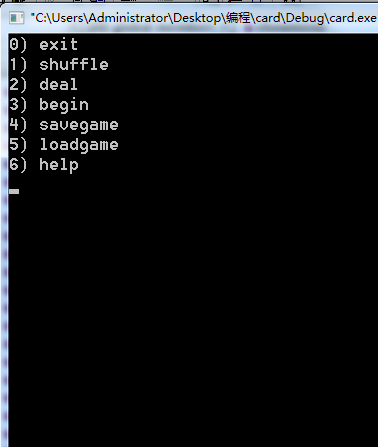 "C:\Users\Administrator\Desktop\编程\card\Debug\card.exe
0) exit
1) shuffle
2) deal
3) begin
4) savegame
5) loadgame
6) help